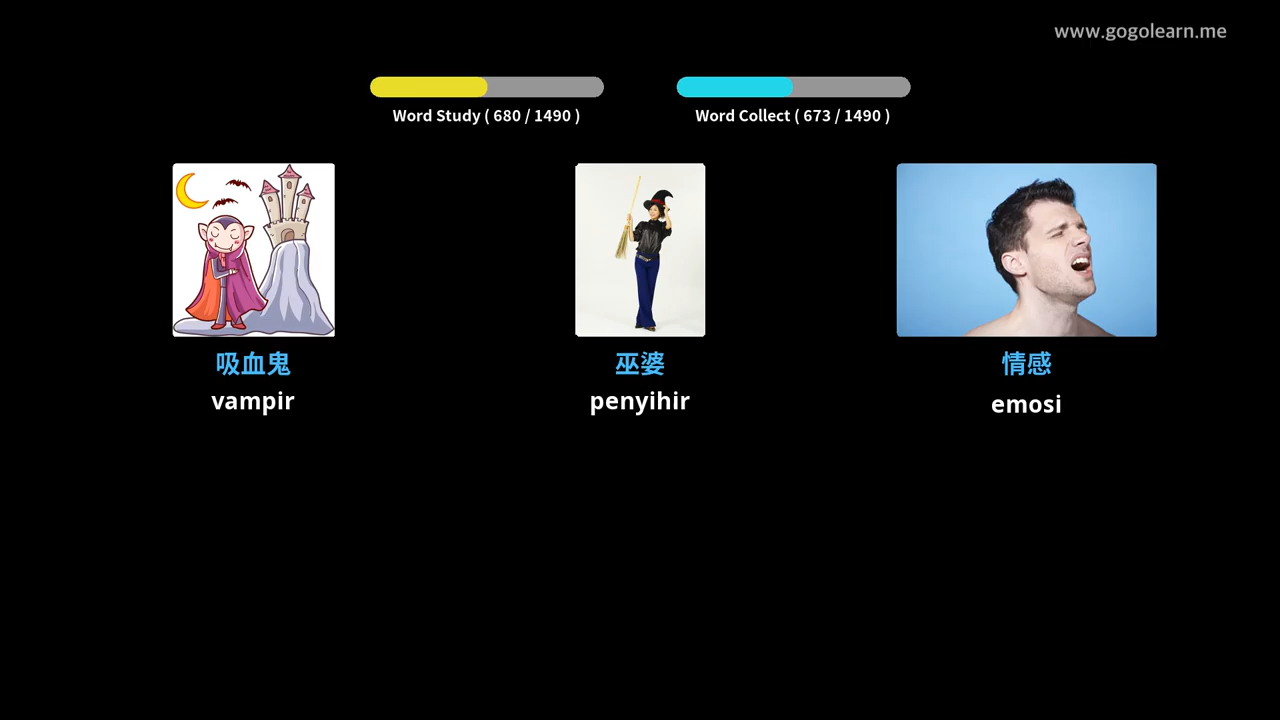 www.gogolearn.me
Word Study ( 680 / 1490 )
Word Collect ( 673 / 1490 )
吸血鬼
vampir
巫婆
penyihir
情感
emosi